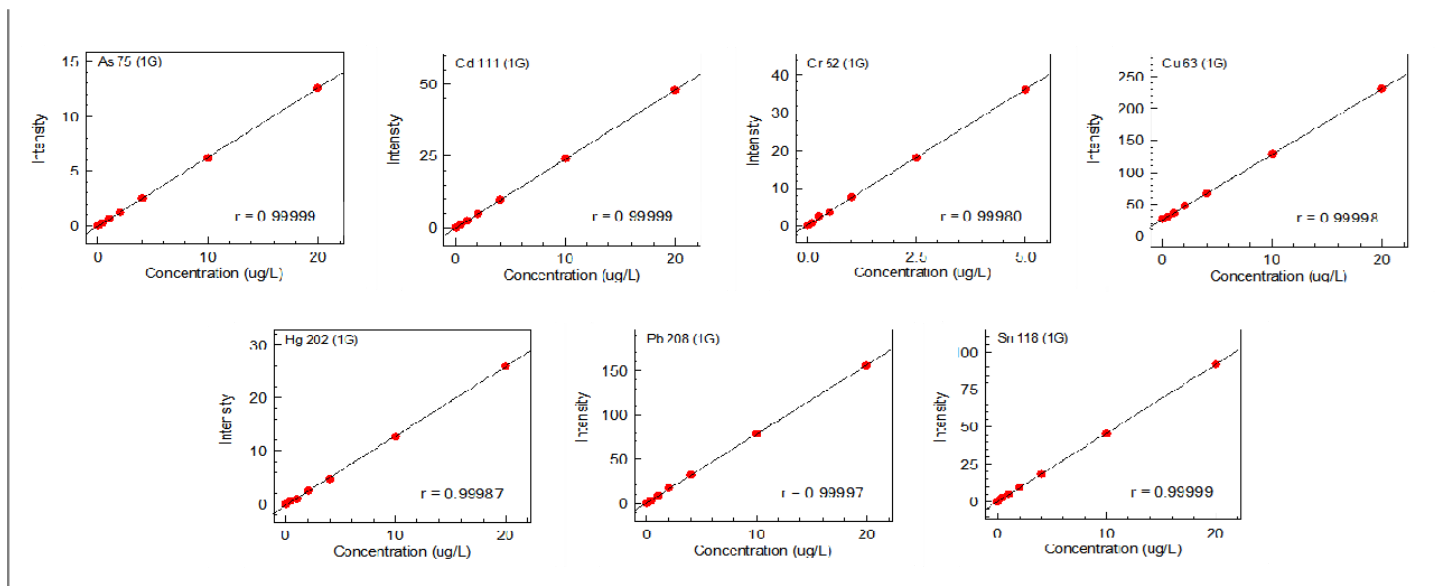 As 75 (1G)
15
10
5
0
Intensity
r = 0.99999
0
10
20
Concentration (ug/L)
Cd 111 (1G)
50
25
0
Intensity
r = 0.99999
0
10
20
Concentration (ug/L)
Cr 52 (1G)
40
30
20
10
0
Intensity
r = 0.99980
0.0
2.5
5.0
Concentration (ug/L)
Cu 63 (1G)
250
200
150
100
50
0
Intensity
r = 0.99998
0
10
20
Concentration (ug/L)
Hg 202 (1G)
30
20
10
0
Intensity
r = 0.99987
0
10
20
Concentration (ug/L)
Pb 208 (1G)
150
100
50
0
Intensity
r = 0.99997
0
10
20
Concentration (ug/L)
Sn 118 (1G)
100
75
50
25
0
Intensity
r = 0.99999
0
10
20
Concentration (ug/L)